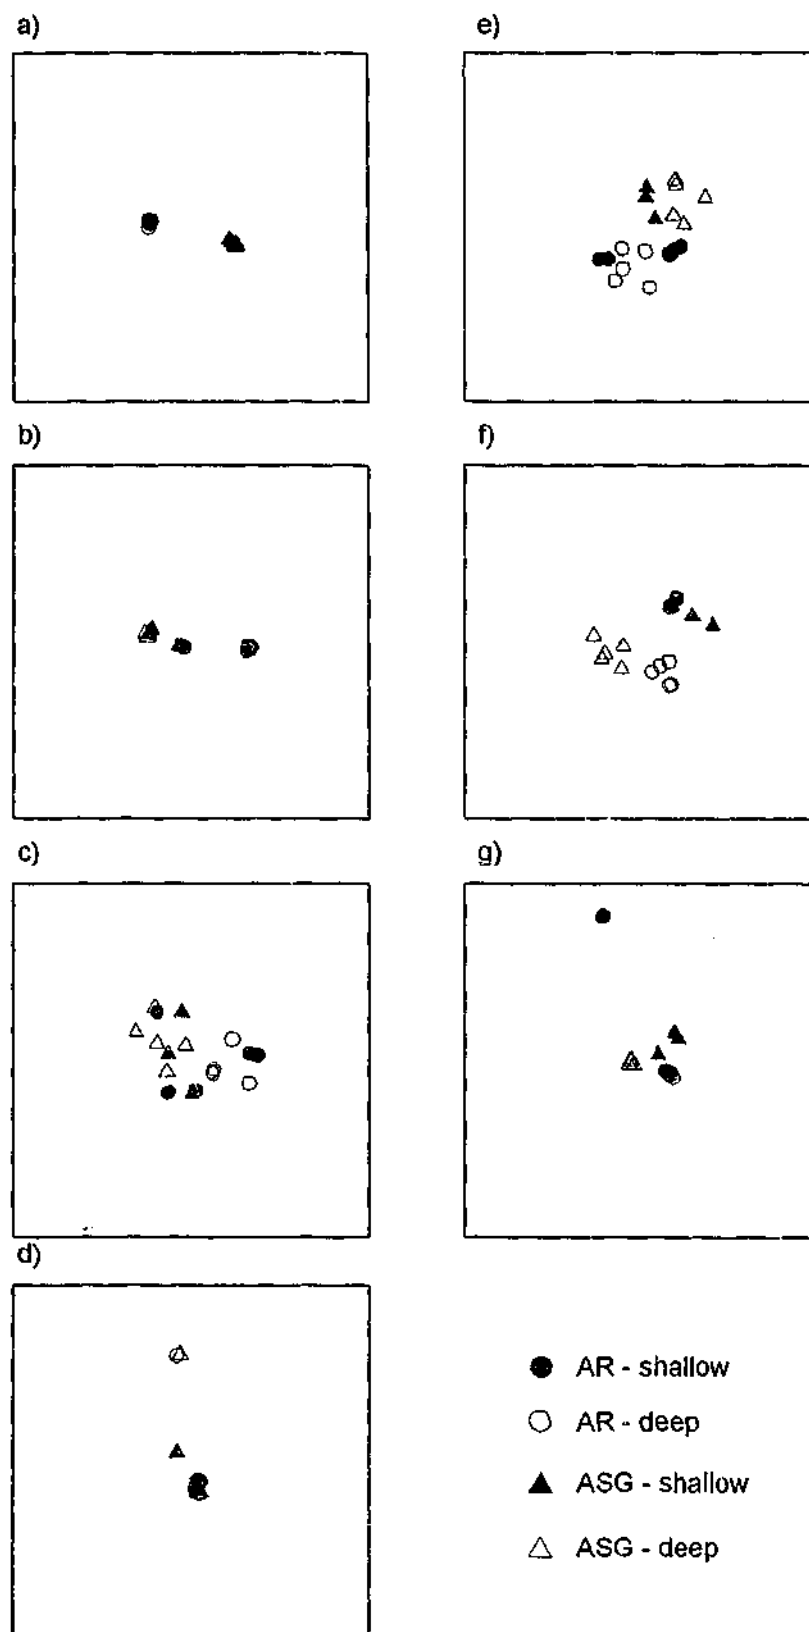 a)
b)
c)
d)
e)
f)
g)
AR - shallow
AR - deep
ASG - shallow
ASG - deep